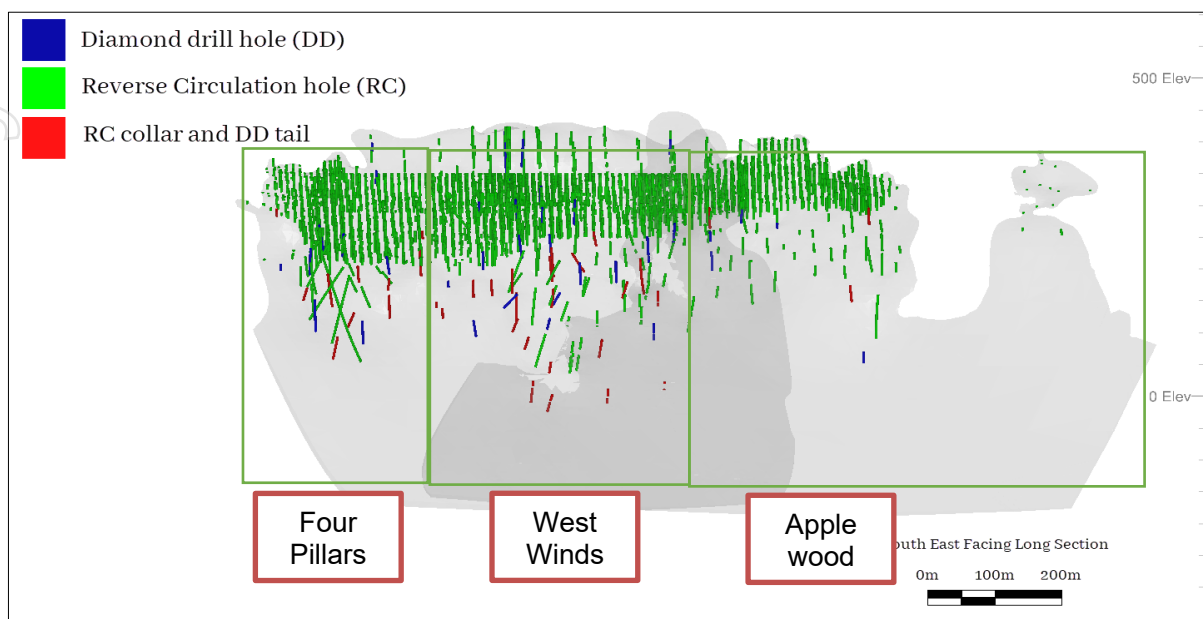 Diamond drill hole (DD)
Reverse Circulation hole (RC)
RC collar and DD tail
500 Elev
0 Elev
Four
Pillars
West
Winds
Apple
wood
outh East Facing Long Section
0m 100m 200m